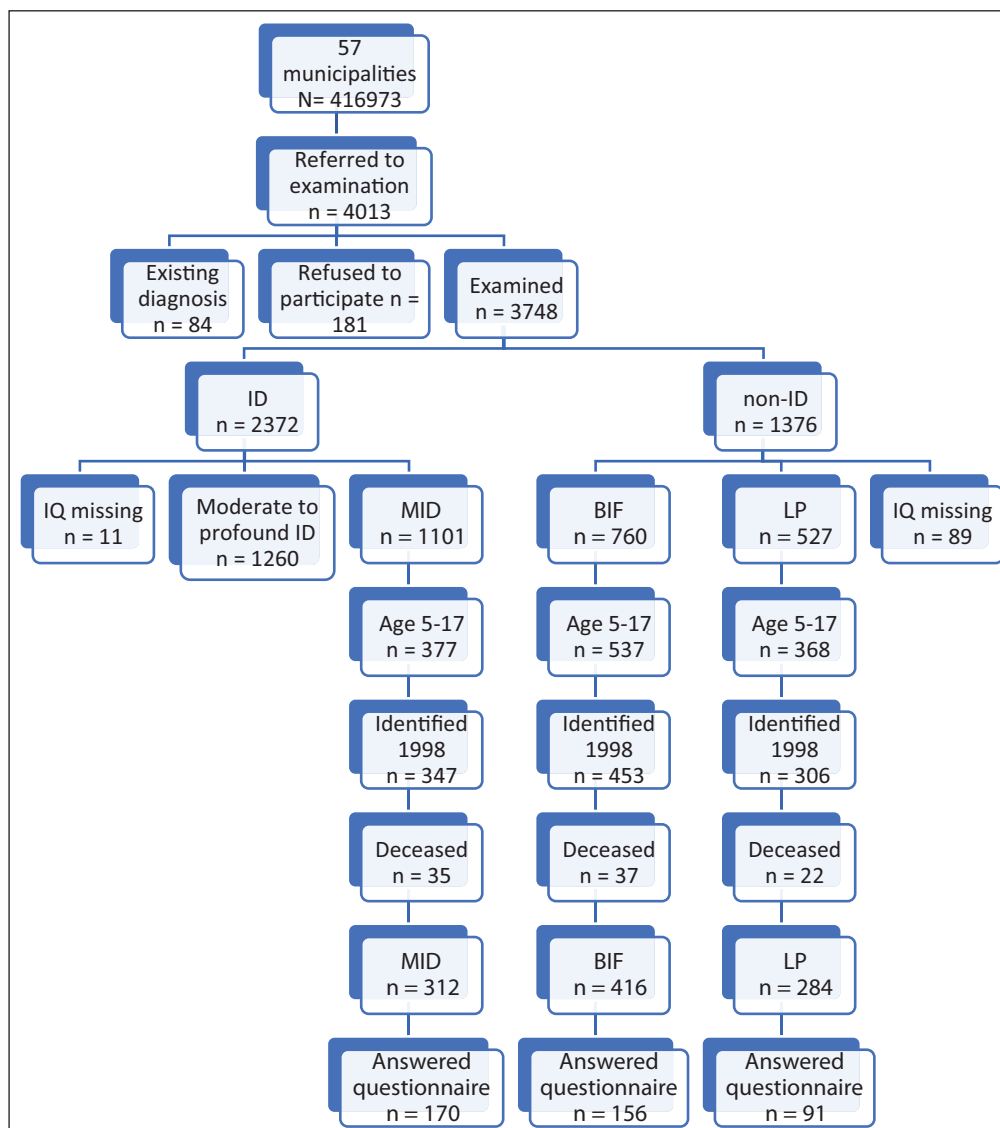 57
municipalities
N= 416973
Referred to
examination
n = 4013
Existing
diagnosis
n = 84
Refused to
participate n =
181
Examined
n = 3748
ID
n = 2372
non-ID
n = 1376
IQ missing
n = 11
Moderate to
profound ID
n = 1260
MID
n = 1101
BIF
n = 760
LP
n = 527
IQ missing
n = 89
Age 5-17
n = 377
Age 5-17
n = 537
Age 5-17
n = 368
Identified
1998
n = 347
Identified
1998
n = 453
Identified
1998
n = 306
Deceased
n = 35
Deceased
n = 37
Deceased
n = 22
MID
n = 312
BIF
n = 416
LP
n = 284
Answered
questionnaire
n = 170
Answered
questionnaire
n = 156
Answered
questionnaire
n = 91